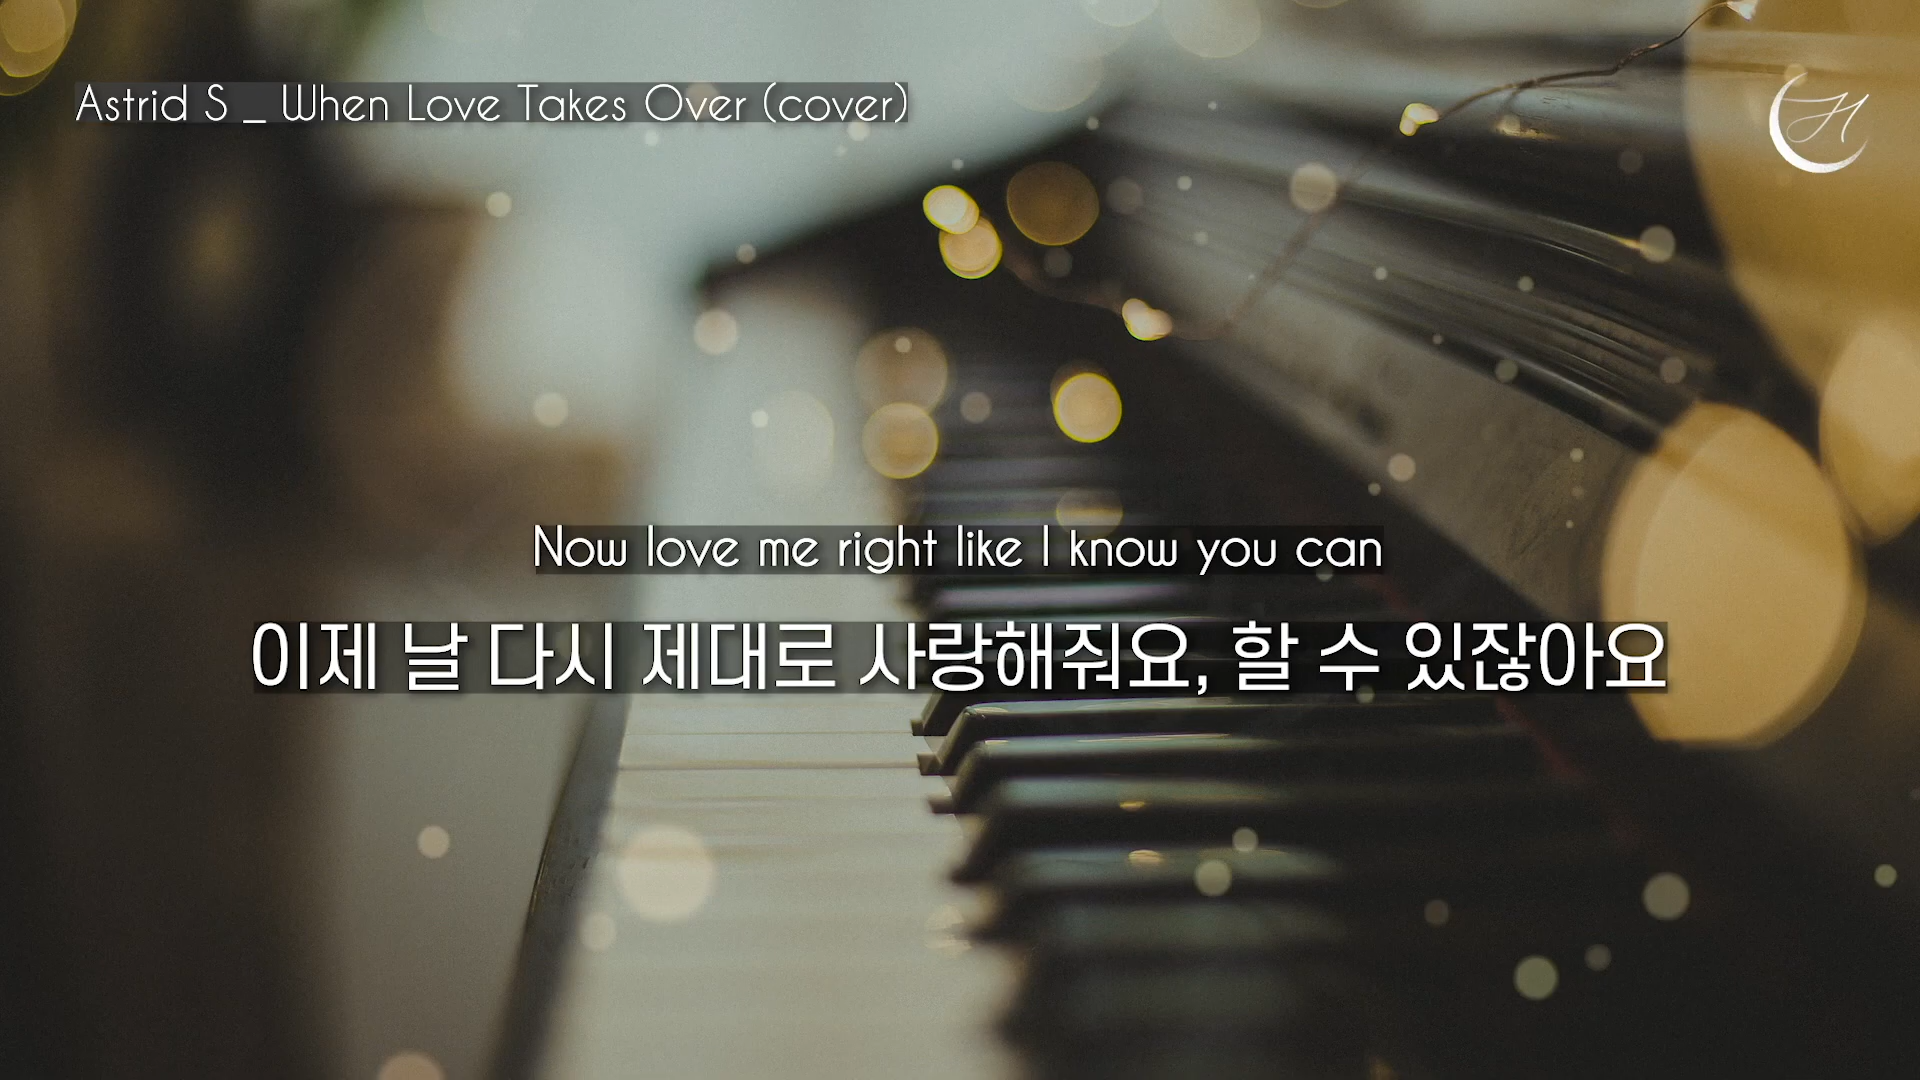 Astrid S _ When Love Takes Over (cover)
H
Now love me right like I know you can
이제 날 다시 제대로 사랑해줘요, 할 수 있잖아요